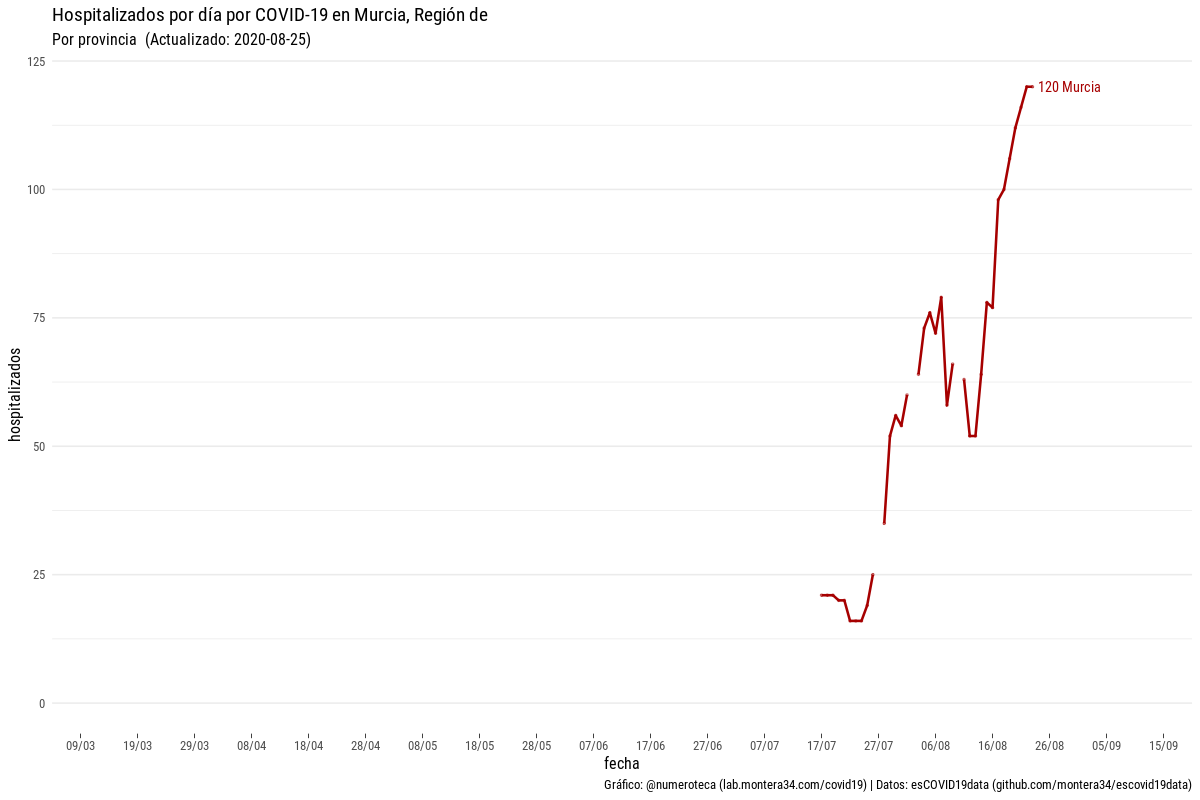 Hospitalizados por día por COVID-19 en Murcia, Región de
Por provincia  (Actualizado: 2020-08-25)
125
120 Murcia
100
75
hospitalizados
50
25
0
09/03 19/03 29/03 08/04 18/04 28/04 08/05 18/05 28/05 07/06 17/06 27/06 07/07 17/07 27/07 06/08 16/08 26/08 05/09 15/09
fecha
Gráfico: @numeroteca (lab.montera34.com/covid19) | Datos: esCOVID19data (github.com/montera34/escovid19data)